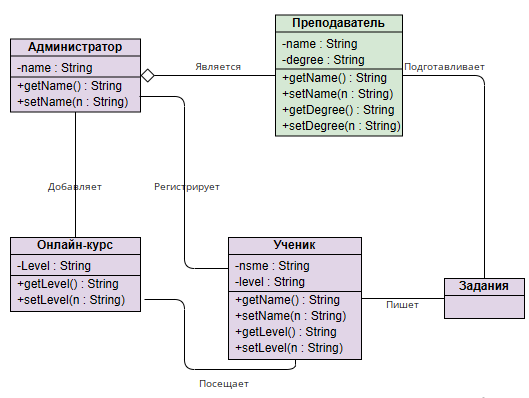 Преподаватель
-name : String
-degree : String
+getName() : String
+setName(n : String)
+getDegree() : String
+setDegree(n : String)
Администратор
-name : String
+getName() : String
+setName(n : String)
Является
Подготавливает
Добавляет
Регистрирует
Онлайн-курс
-Level : String
+getLevel() : String
+setLevel(n : String)
Ученик
-nsme : String
-level : String
+getName() : String
+setName(n : String)
+getLevel() : String
+setLevel(n : String)
Задания
Пишет
Посещает